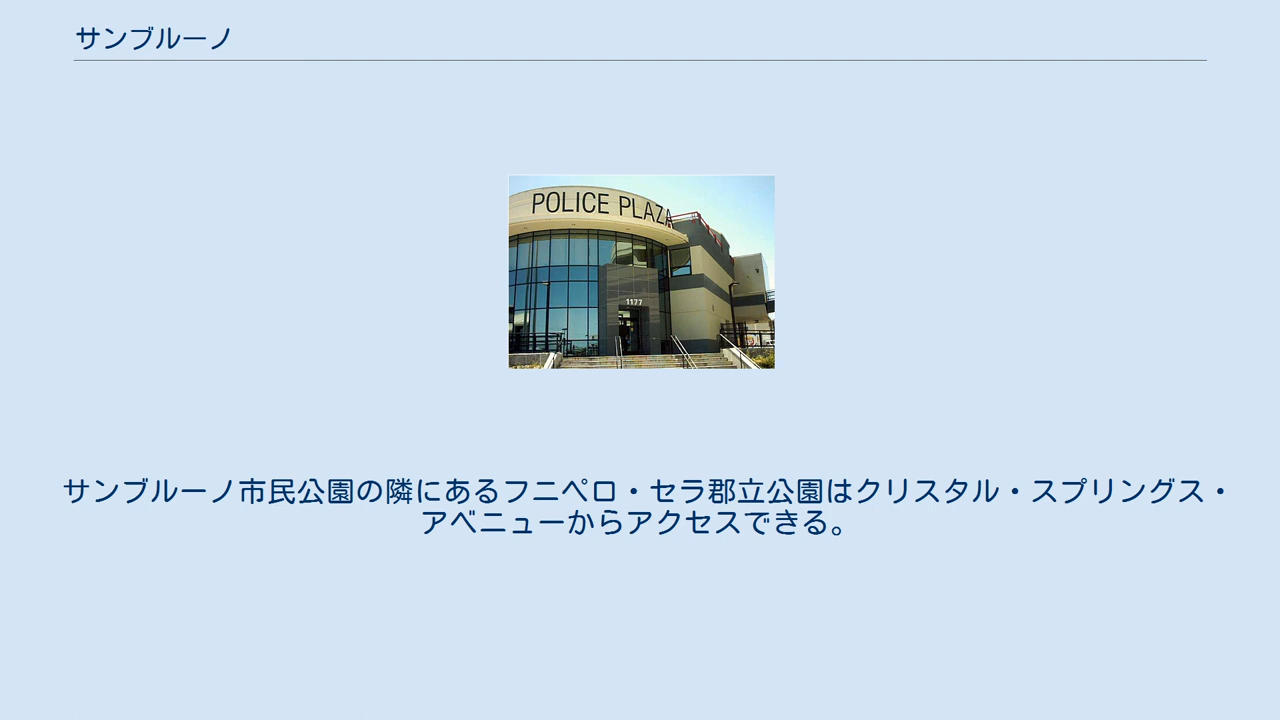 サンブルーノ
POLICE PLAZA
1177
サンブルーノ市民公園の隣にあるフニペロ・セラ郡立公園はクリスタル・スプリングス・
アベニューからアクセスできる。